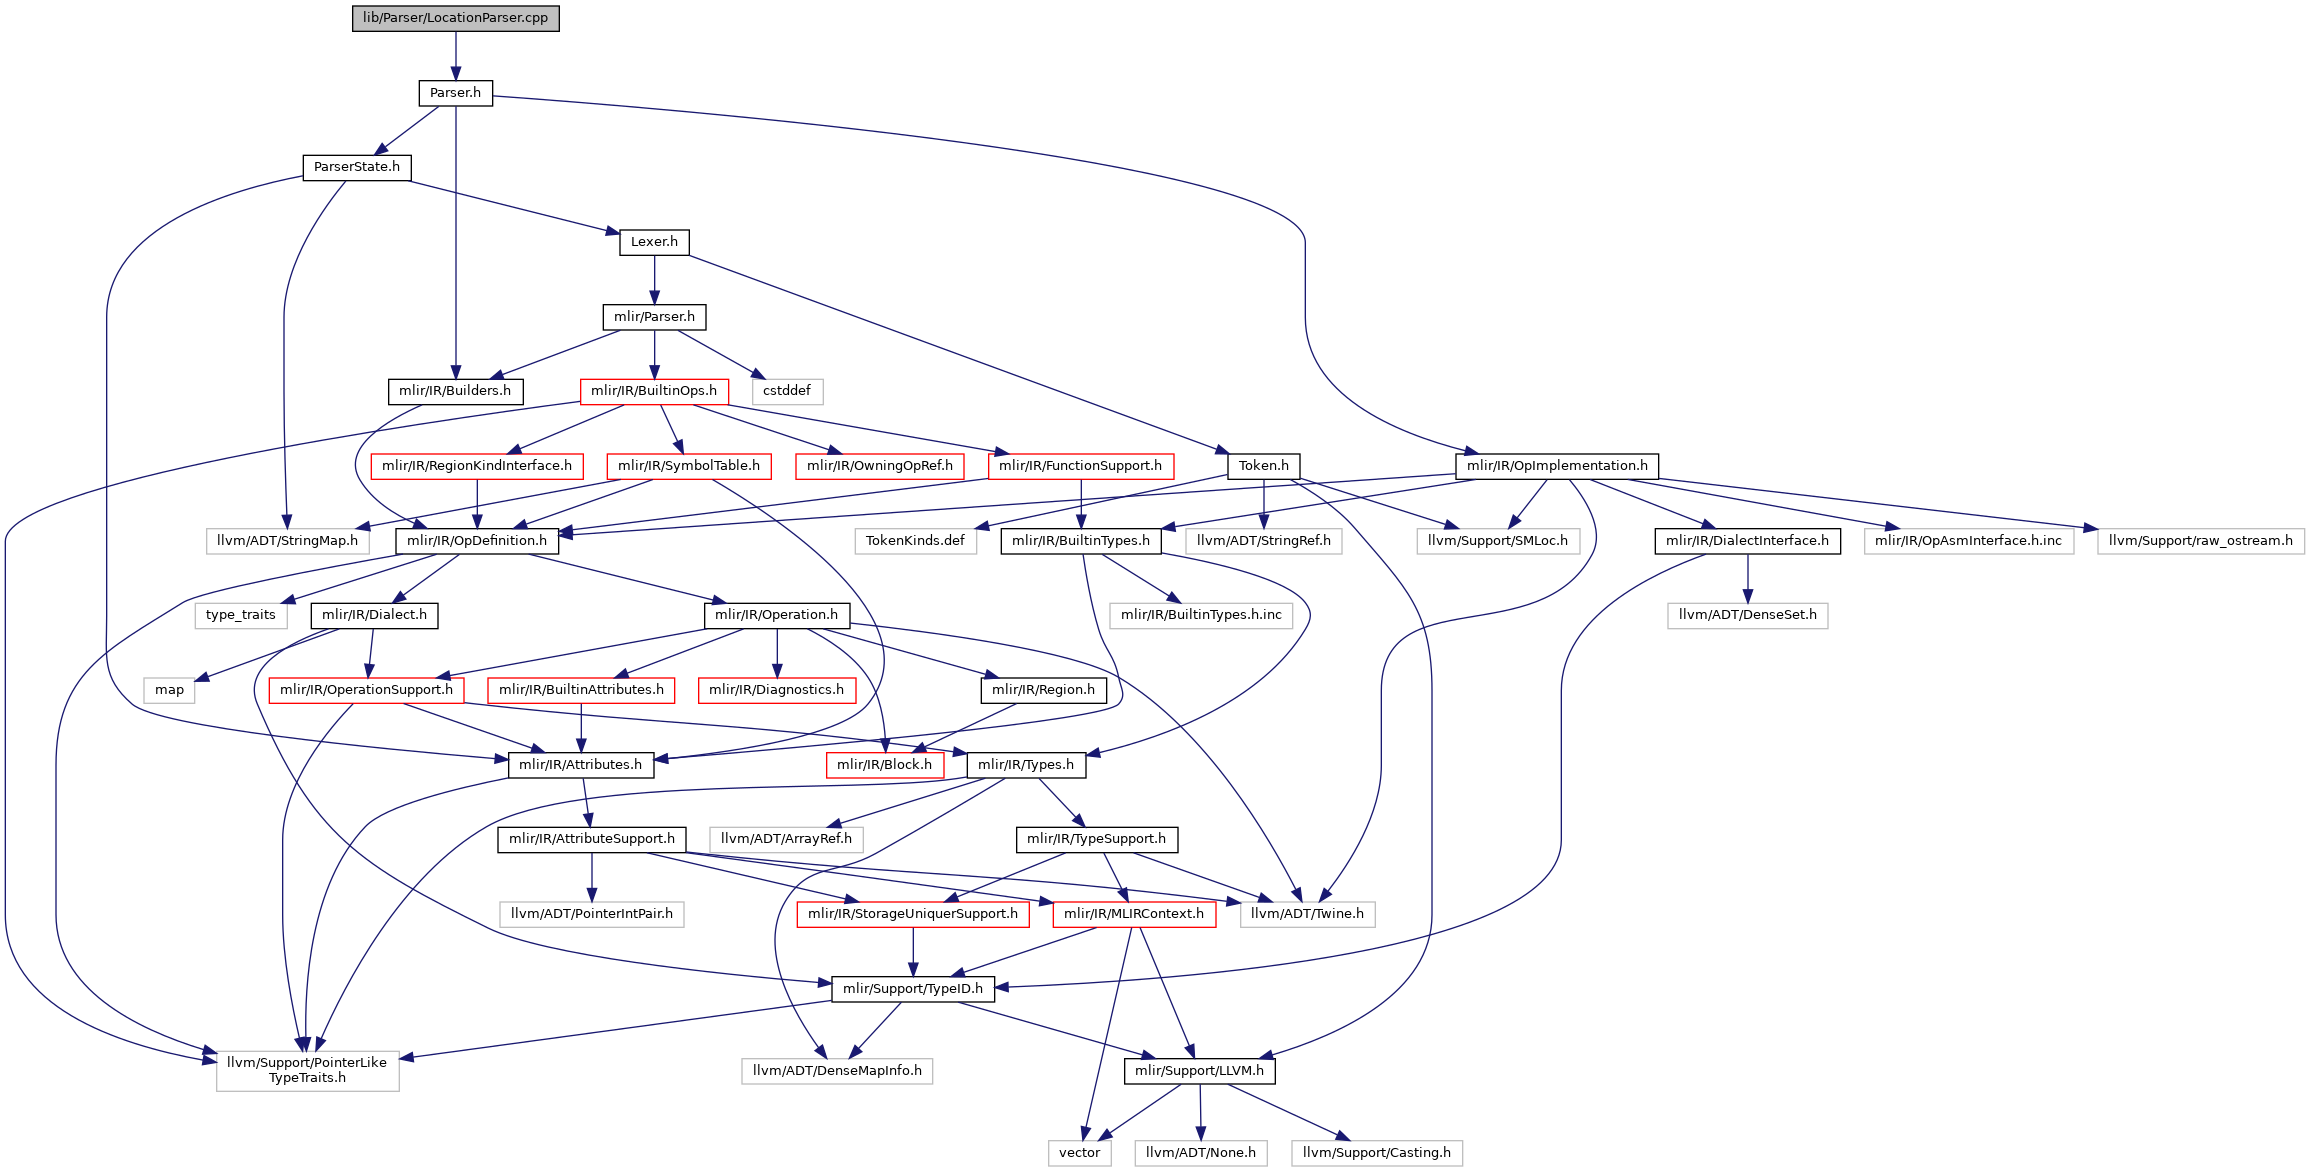 lib/Parser/LocationParser.cpp
Parser.h
ParserState.h
Lexer.h
mlir/Parser.h
mlir/IR/Builders.h
mlir/IR/BuiltinOps.h
cstddef
mlir/IR/RegionKindInterface.h
mlir/IR/SymbolTable.h
mlir/IR/OwningOpRef.h
mlir/IR/FunctionSupport.h
Token.h
mlir/IR/OpImplementation.h
llvm/ADT/StringMap.h
mlir/IR/OpDefinition.h
TokenKinds.def
mlir/IR/BuiltinTypes.h
llvm/ADT/StringRef.h
llvm/Support/SMLoc.h
mlir/IR/DialectInterface.h
mlir/IR/OpAsmInterface.h.inc
llvm/Support/raw_ostream.h
type_traits
mlir/IR/Dialect.h
mlir/IR/Operation.h
mlir/IR/BuiltinTypes.h.inc
llvm/ADT/DenseSet.h
map
mlir/IR/OperationSupport.h
mlir/IR/BuiltinAttributes.h
mlir/IR/Diagnostics.h
mlir/IR/Region.h
mlir/IR/Attributes.h
mlir/IR/Block.h
mlir/IR/Types.h
mlir/IR/AttributeSupport.h
llvm/ADT/ArrayRef.h
mlir/IR/TypeSupport.h
llvm/ADT/PointerIntPair.h
mlir/IR/StorageUniquerSupport.h
mlir/IR/MLIRContext.h
llvm/ADT/Twine.h
mlir/Support/TypeID.h
llvm/Support/PointerLike
TypeTraits.h
llvm/ADT/DenseMapInfo.h
mlir/Support/LLVM.h
vector
llvm/ADT/None.h
llvm/Support/Casting.h